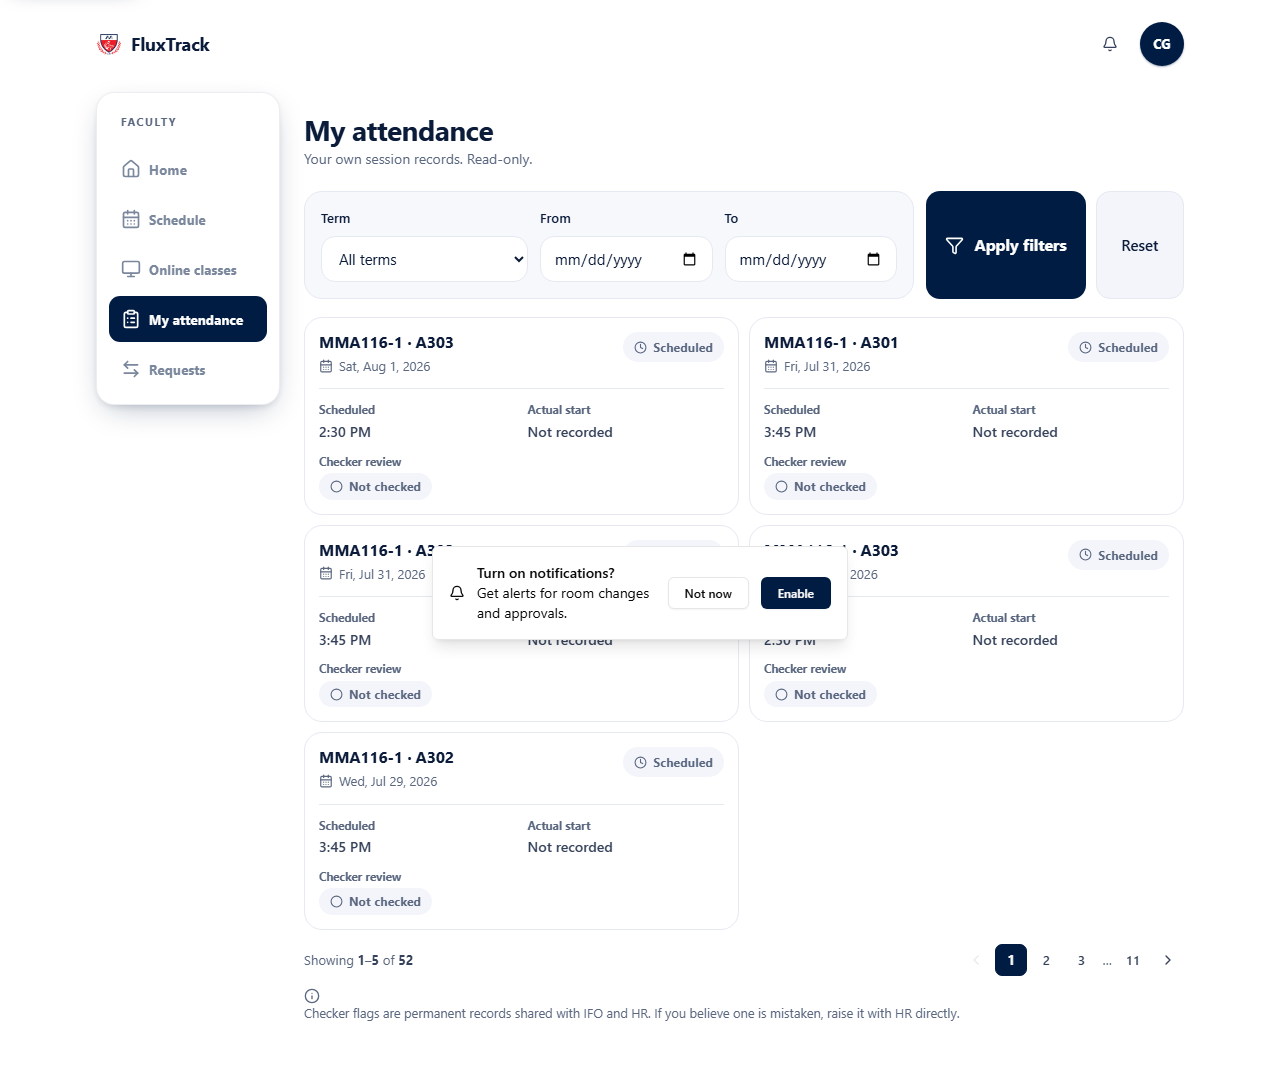 FluxTrack
CG
FACULTY
Home
Schedule
Online classes
My attendance
Requests
My attendance
Your own session records. Read-only.
Term
From
To
All terms
mm/dd/yyyy
mm/dd/yyyy
Apply filters
Reset
MMA116-1 · A303
Scheduled
Sat, Aug 1, 2026
Scheduled
Actual start
2:30 PM
Not recorded
Checker review
Not checked
MMA116-1 · A301
Scheduled
Fri, Jul 31, 2026
Scheduled
Actual start
3:45 PM
Not recorded
Checker review
Not checked
MMA116-1
Fri, Jul 31, 2026
Scheduled
3:45 PM
Not recorded
Checker review
Not checked
· A303
Scheduled
2026
Actual start
2:30 PM
Not recorded
Checker review
Not checked
Turn on notifications?
Get alerts for room changes
and approvals.
Not now
Enable
MMA116-1 · A302
Scheduled
Wed, Jul 29, 2026
Scheduled
Actual start
3:45 PM
Not recorded
Checker review
Not checked
Showing 1–5 of 52
1
2
3
...
11
Checker flags are permanent records shared with IFO and HR. If you believe one is mistaken, raise it with HR directly.